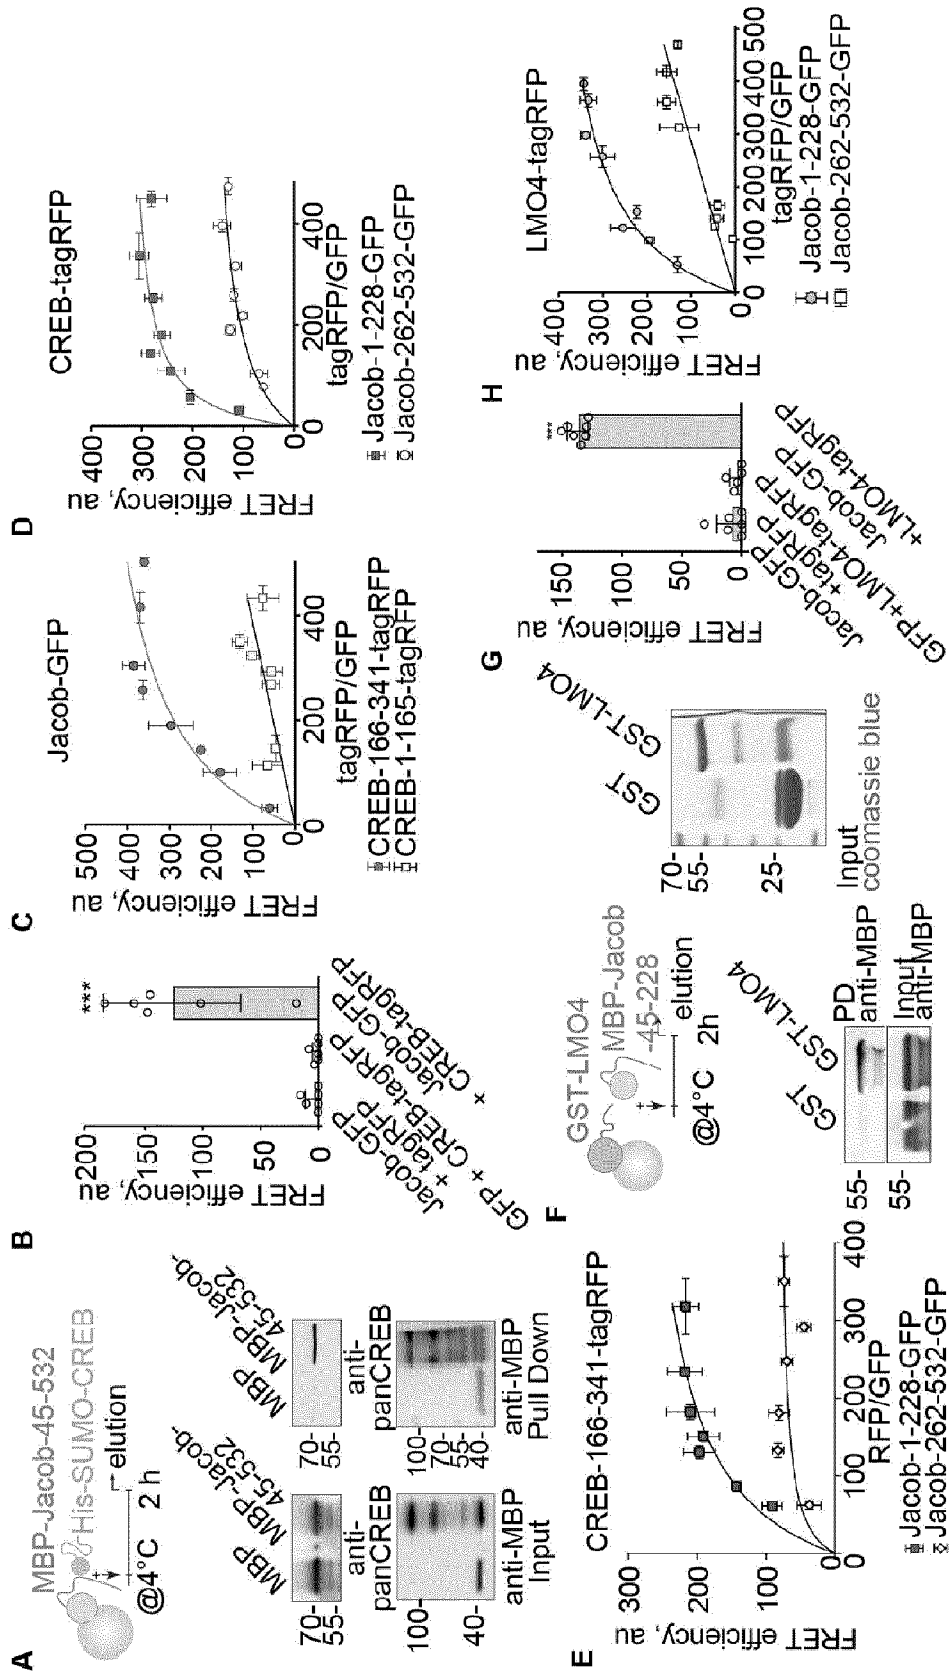 A
MBP-Jacob-45-532
His-SUMO-CREB
@4°C
2 h
elution
MBP
MBP-Jacob-
45-532
70-
55-
anti-
panCREB
100-
40-
anti-MBP
Input
MBP
MBP-Jacob-
45-532
70-
55-
anti-
panCREB
100-
70-
55-
40-
anti-MBP
Pull Down
B
FRET efficiency, au
200
150
100
50
0
***
Jacob-GFP
+ tagRFP
GFP + CREB-tagRFP
Jacob-GFP
+ CREB-tagRFP
C
Jacob-GFP
FRET efficiency, au
500
400
300
200
100
0
0 200 400
tagRFP/GFP
CREB-166-341-tagRFP
CREB-1-165-tagRFP
D
CREB-tagRFP
FRET efficiency, au
400
300
200
100
0
0 200 400
tagRFP/GFP
Jacob-1-228-GFP
Jacob-262-532-GFP
E
CREB-166-341-tagRFP
FRET efficiency, au
300
200
100
0
0 100 200 300 400
RFP/GFP
Jacob-1-228-GFP
Jacob-262-532-GFP
F
GST-LMO4
MBP-Jacob
-45-228
@4°C
2h
elution
GST
GST-LMO4
55-
PD
anti-MBP
55-
Input
anti-MBP
GST
GST-LMO4
70-
55-
25-
Input
coomassie blue
G
FRET efficiency, au
150
100
50
0
***
Jacob-GFP
+tagRFP
GFP+LMO4-tagRFP
Jacob-GFP
+LMO4-tagRFP
H
LMO4-tagRFP
FRET efficiency, au
400
300
200
100
0
0 100 200 300 400 500
tagRFP/GFP
Jacob-1-228-GFP
Jacob-262-532-GFP